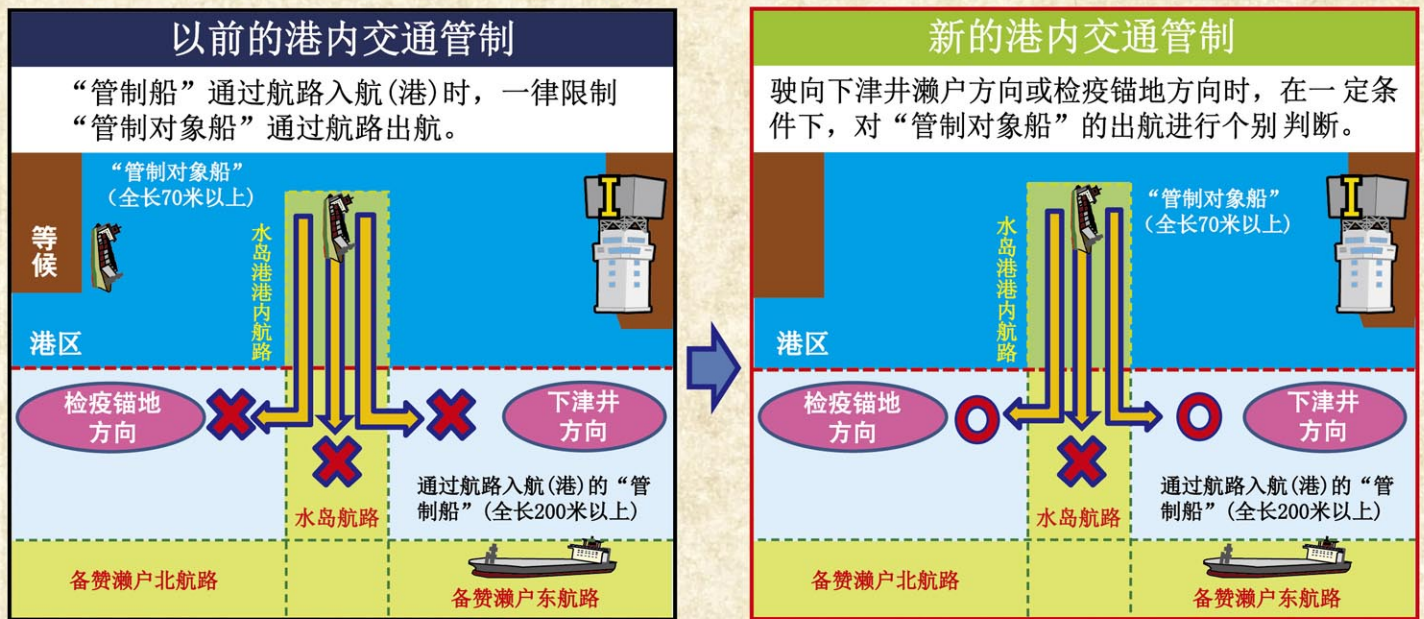 以前的港内交通管制
“管制船”通过航路入航(港)时，一律限制
“管制对象船”通过航路出航。
“管制对象船”
(全长70米以上)
等候
水岛港港内航路
港区
检疫锚地
方向
下津井
方向
通过航路入航(港)的“管
制船”(全长200米以上)
水岛航路
备赞濑户北航路
备赞濑户东航路
新的港内交通管制
驶向下津井濑户方向或检疫锚地方向时，在一定条
件下，对“管制对象船”的出航进行个别判断。
“管制对象船”
(全长70米以上)
水岛港港内航路
港区
检疫锚地
方向
下津井
方向
通过航路入航(港)的“管
制船”(全长200米以上)
水岛航路
备赞濑户北航路
备赞濑户东航路